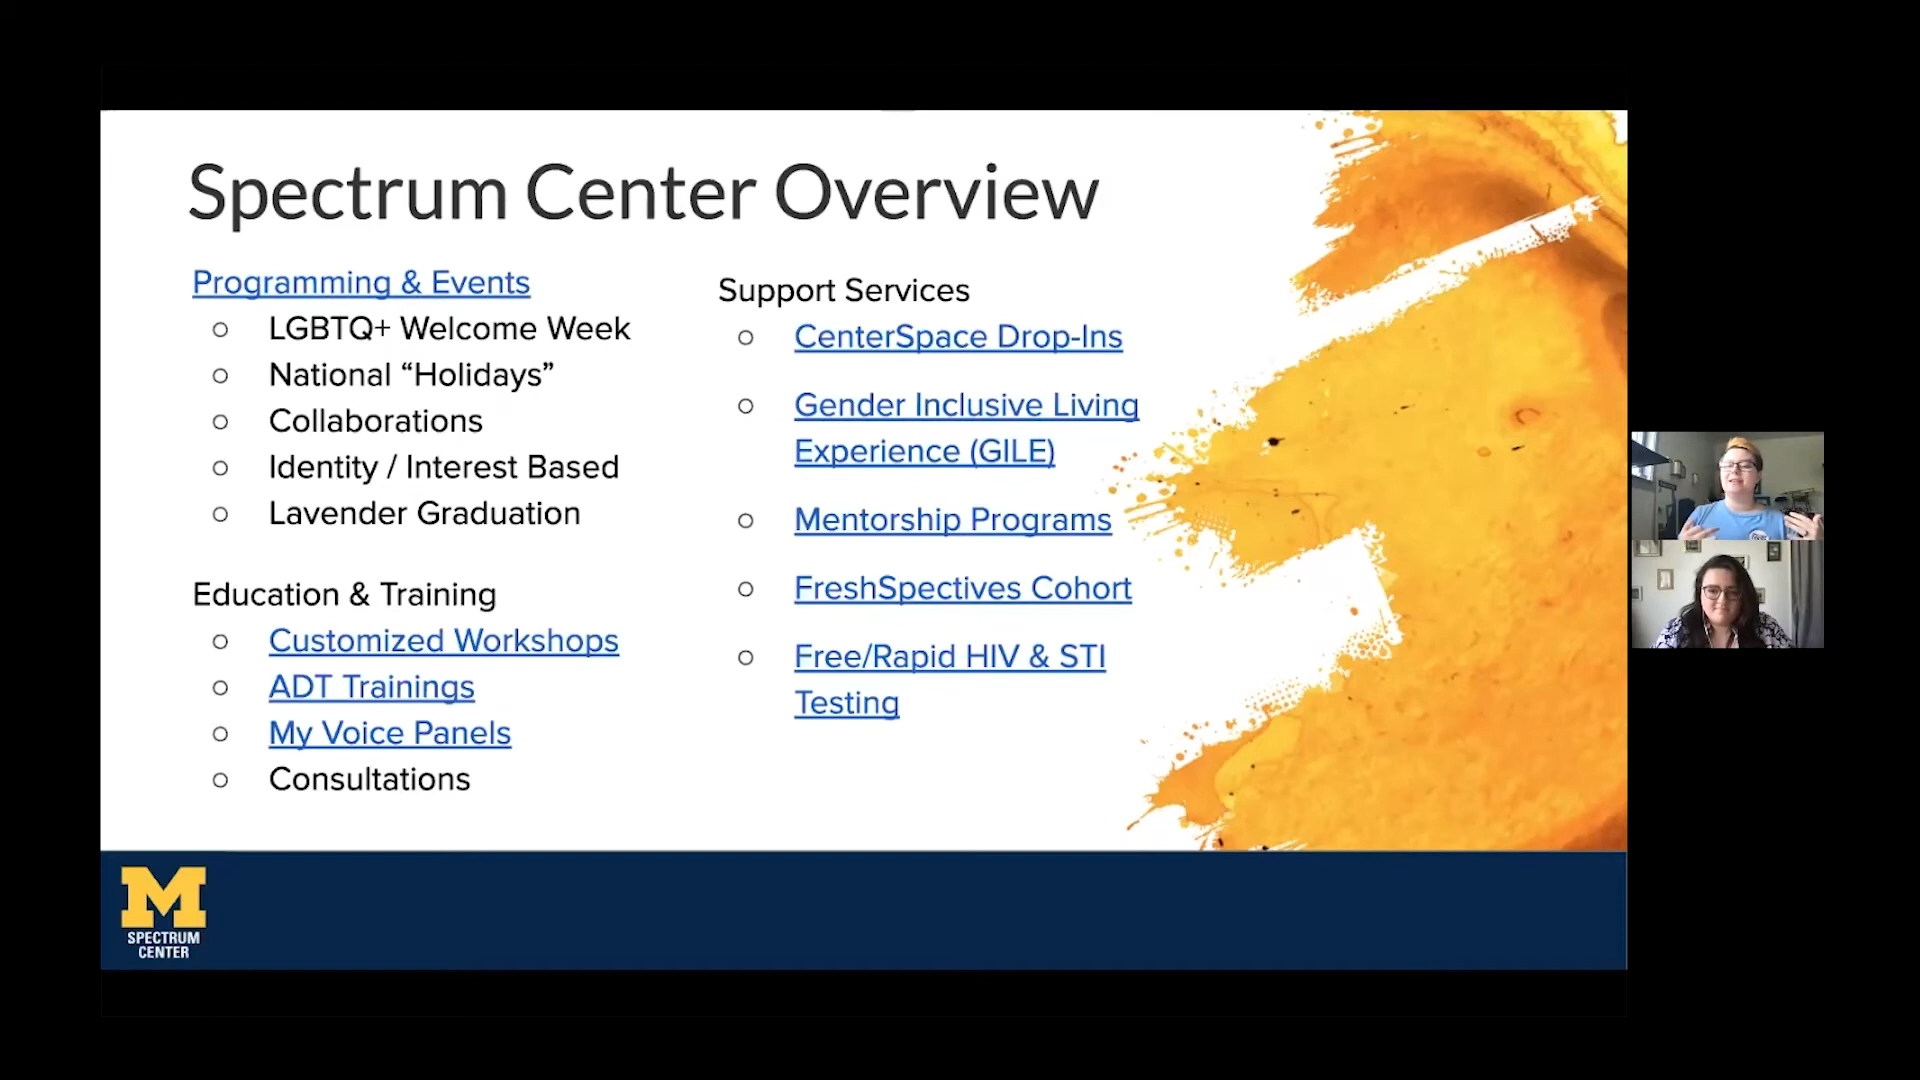 Spectrum Center Overview
Programming & Events
LGBTQ+ Welcome Week
National “Holidays”
Collaborations
Identity / Interest Based
Lavender Graduation
Education & Training
Customized Workshops
ADT Trainings
My Voice Panels
Consultations
Support Services
CenterSpace Drop-Ins
Gender Inclusive Living
Experience (GILE)
Mentorship Programs
FreshSpectives Cohort
Free/Rapid HIV & STI
Testing
M
SPECTRUM
CENTER